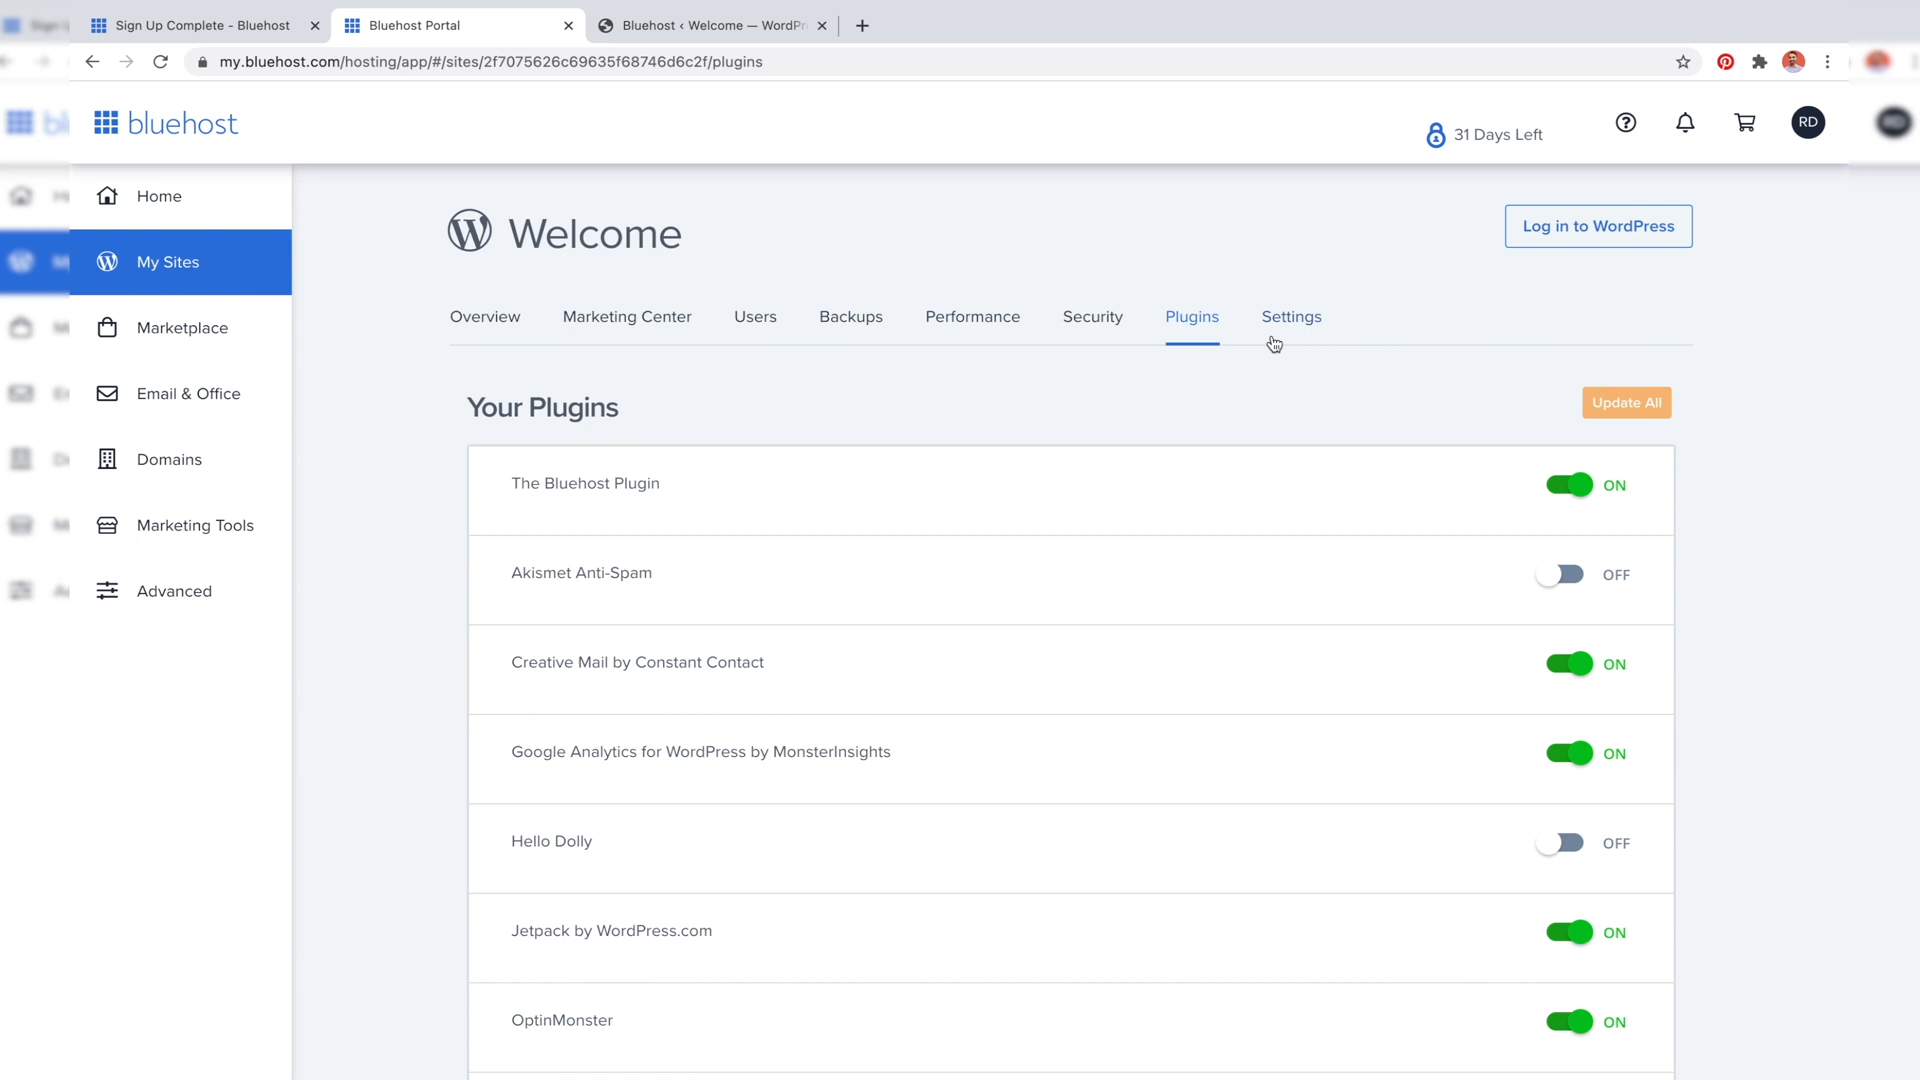 Sign Up Complete - Bluehost
Bluehost Portal
Bluehost ‹ Welcome — WordPr
my.bluehost.com/hosting/app/#/sites/2f7075626c69635f68746d6c2f/plugins
bluehost
31 Days Left
RD
Home
My Sites
Marketplace
Email & Office
Domains
Marketing Tools
Advanced
Welcome
Log in to WordPress
Overview
Marketing Center
Users
Backups
Performance
Security
Plugins
Settings
Your Plugins
Update All
The Bluehost Plugin
ON
Akismet Anti-Spam
OFF
Creative Mail by Constant Contact
ON
Google Analytics for WordPress by MonsterInsights
ON
Hello Dolly
OFF
Jetpack by WordPress.com
ON
OptinMonster
ON